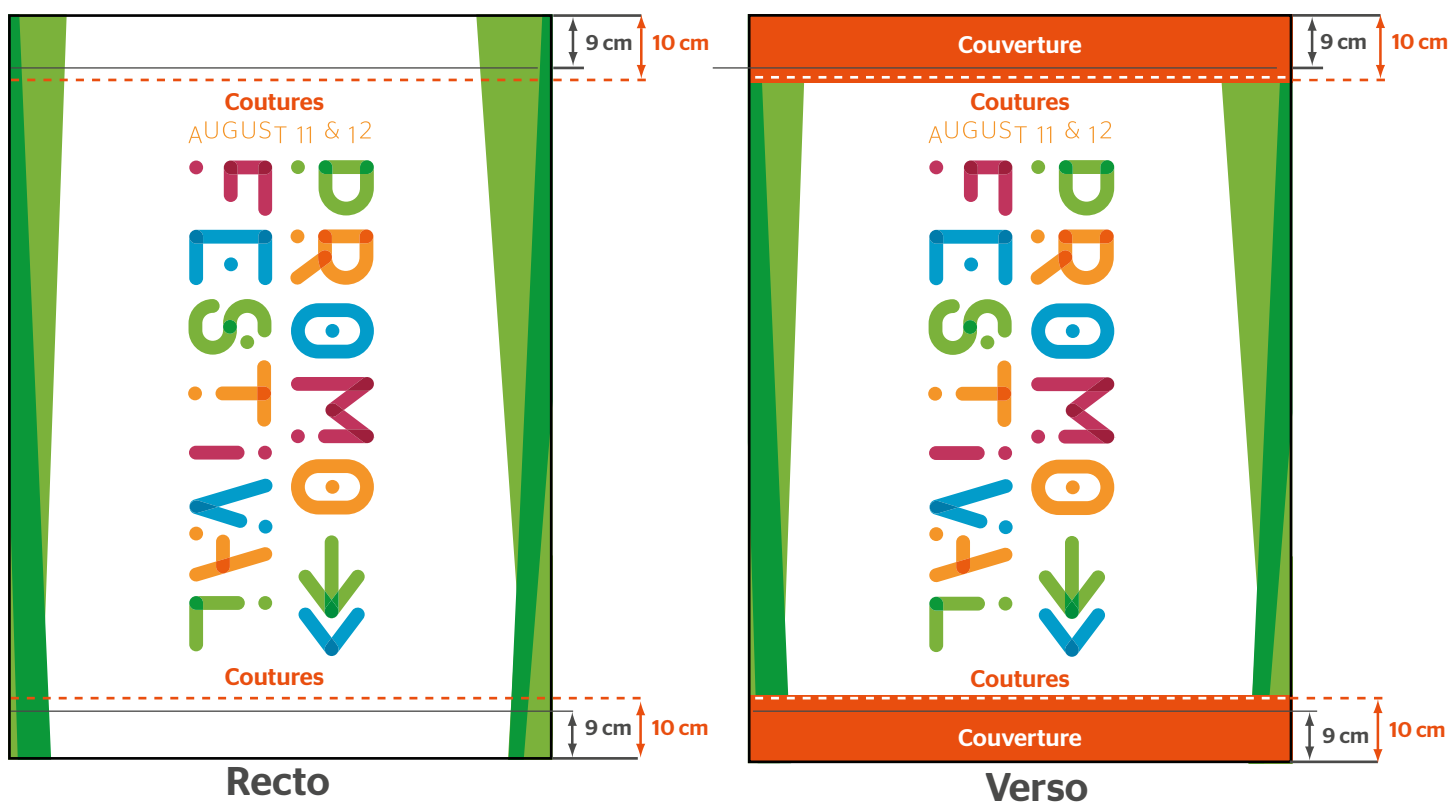 9 cm
10 cm
Coutures
AUGUST 11 & 12
PROMO
FESTIVAL
Coutures
9 cm
10 cm
Recto
Couverture
9 cm
10 cm
Coutures
AUGUST 11 & 12
PROMO
FESTIVAL
Coutures
Couverture
9 cm
10 cm
Verso